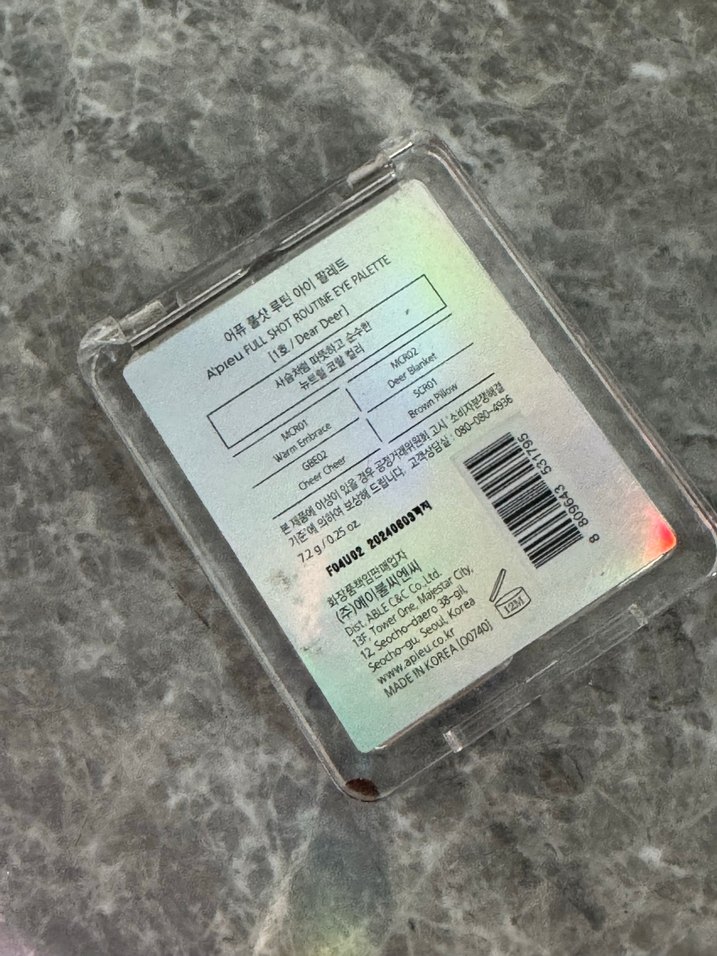 어퓨 풀샷 루틴 아이 팔레트
A'pieu FULL SHOT ROUTINE EYE PALETTE
[1호 / Dear Deer]
사슴처럼 따뜻하고 순수한
뉴트럴 코랄 컬러
MCR01
Warm Embrace
MCR02
Deer Blanket
GBE02
Cheer Cheer
SCR01
Brown Pillow
본 제품에 이상이 있을 경우 공정거래위원회 고시 '소비자분쟁해결
기준'에 의하여 보상해 드립니다. 고객상담실 : 080-080-4936
7.2 g / 0.25 oz
F04U02 20240603까지
화장품책임판매업자
(주)에이블씨엔씨
Dist. ABLE C&C Co.,Ltd.
13F, Tower One, Majestar City,
12, Seocho-daero 38-gil,
Seocho-gu, Seoul, Korea
www.apieu.co.kr
MADE IN KOREA [00740]
12M
8 809643 531795